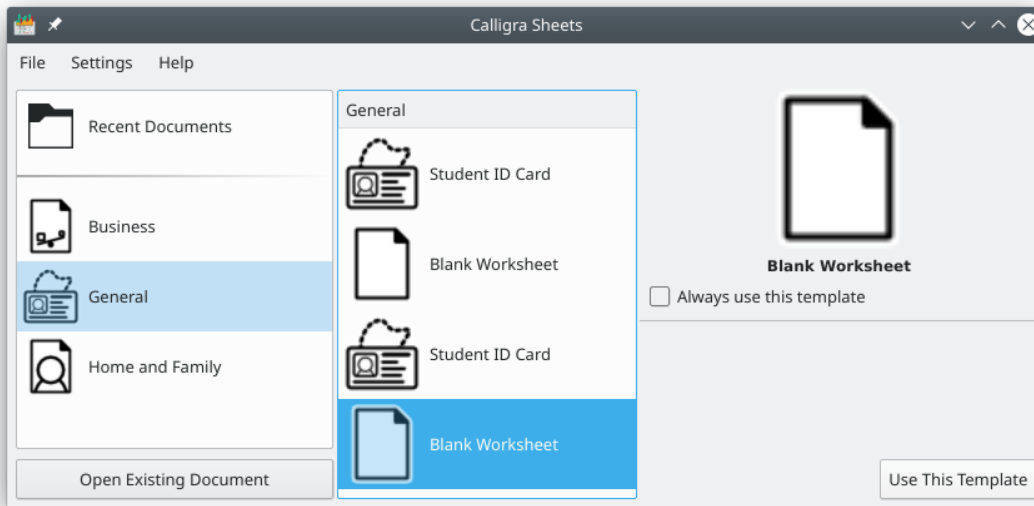 Calligra Sheets
File Settings Help
Recent Documents
Business
General
Home and Family
Open Existing Document
General
Student ID Card
Blank Worksheet
Student ID Card
Blank Worksheet
Blank Worksheet
Always use this template
Use This Template